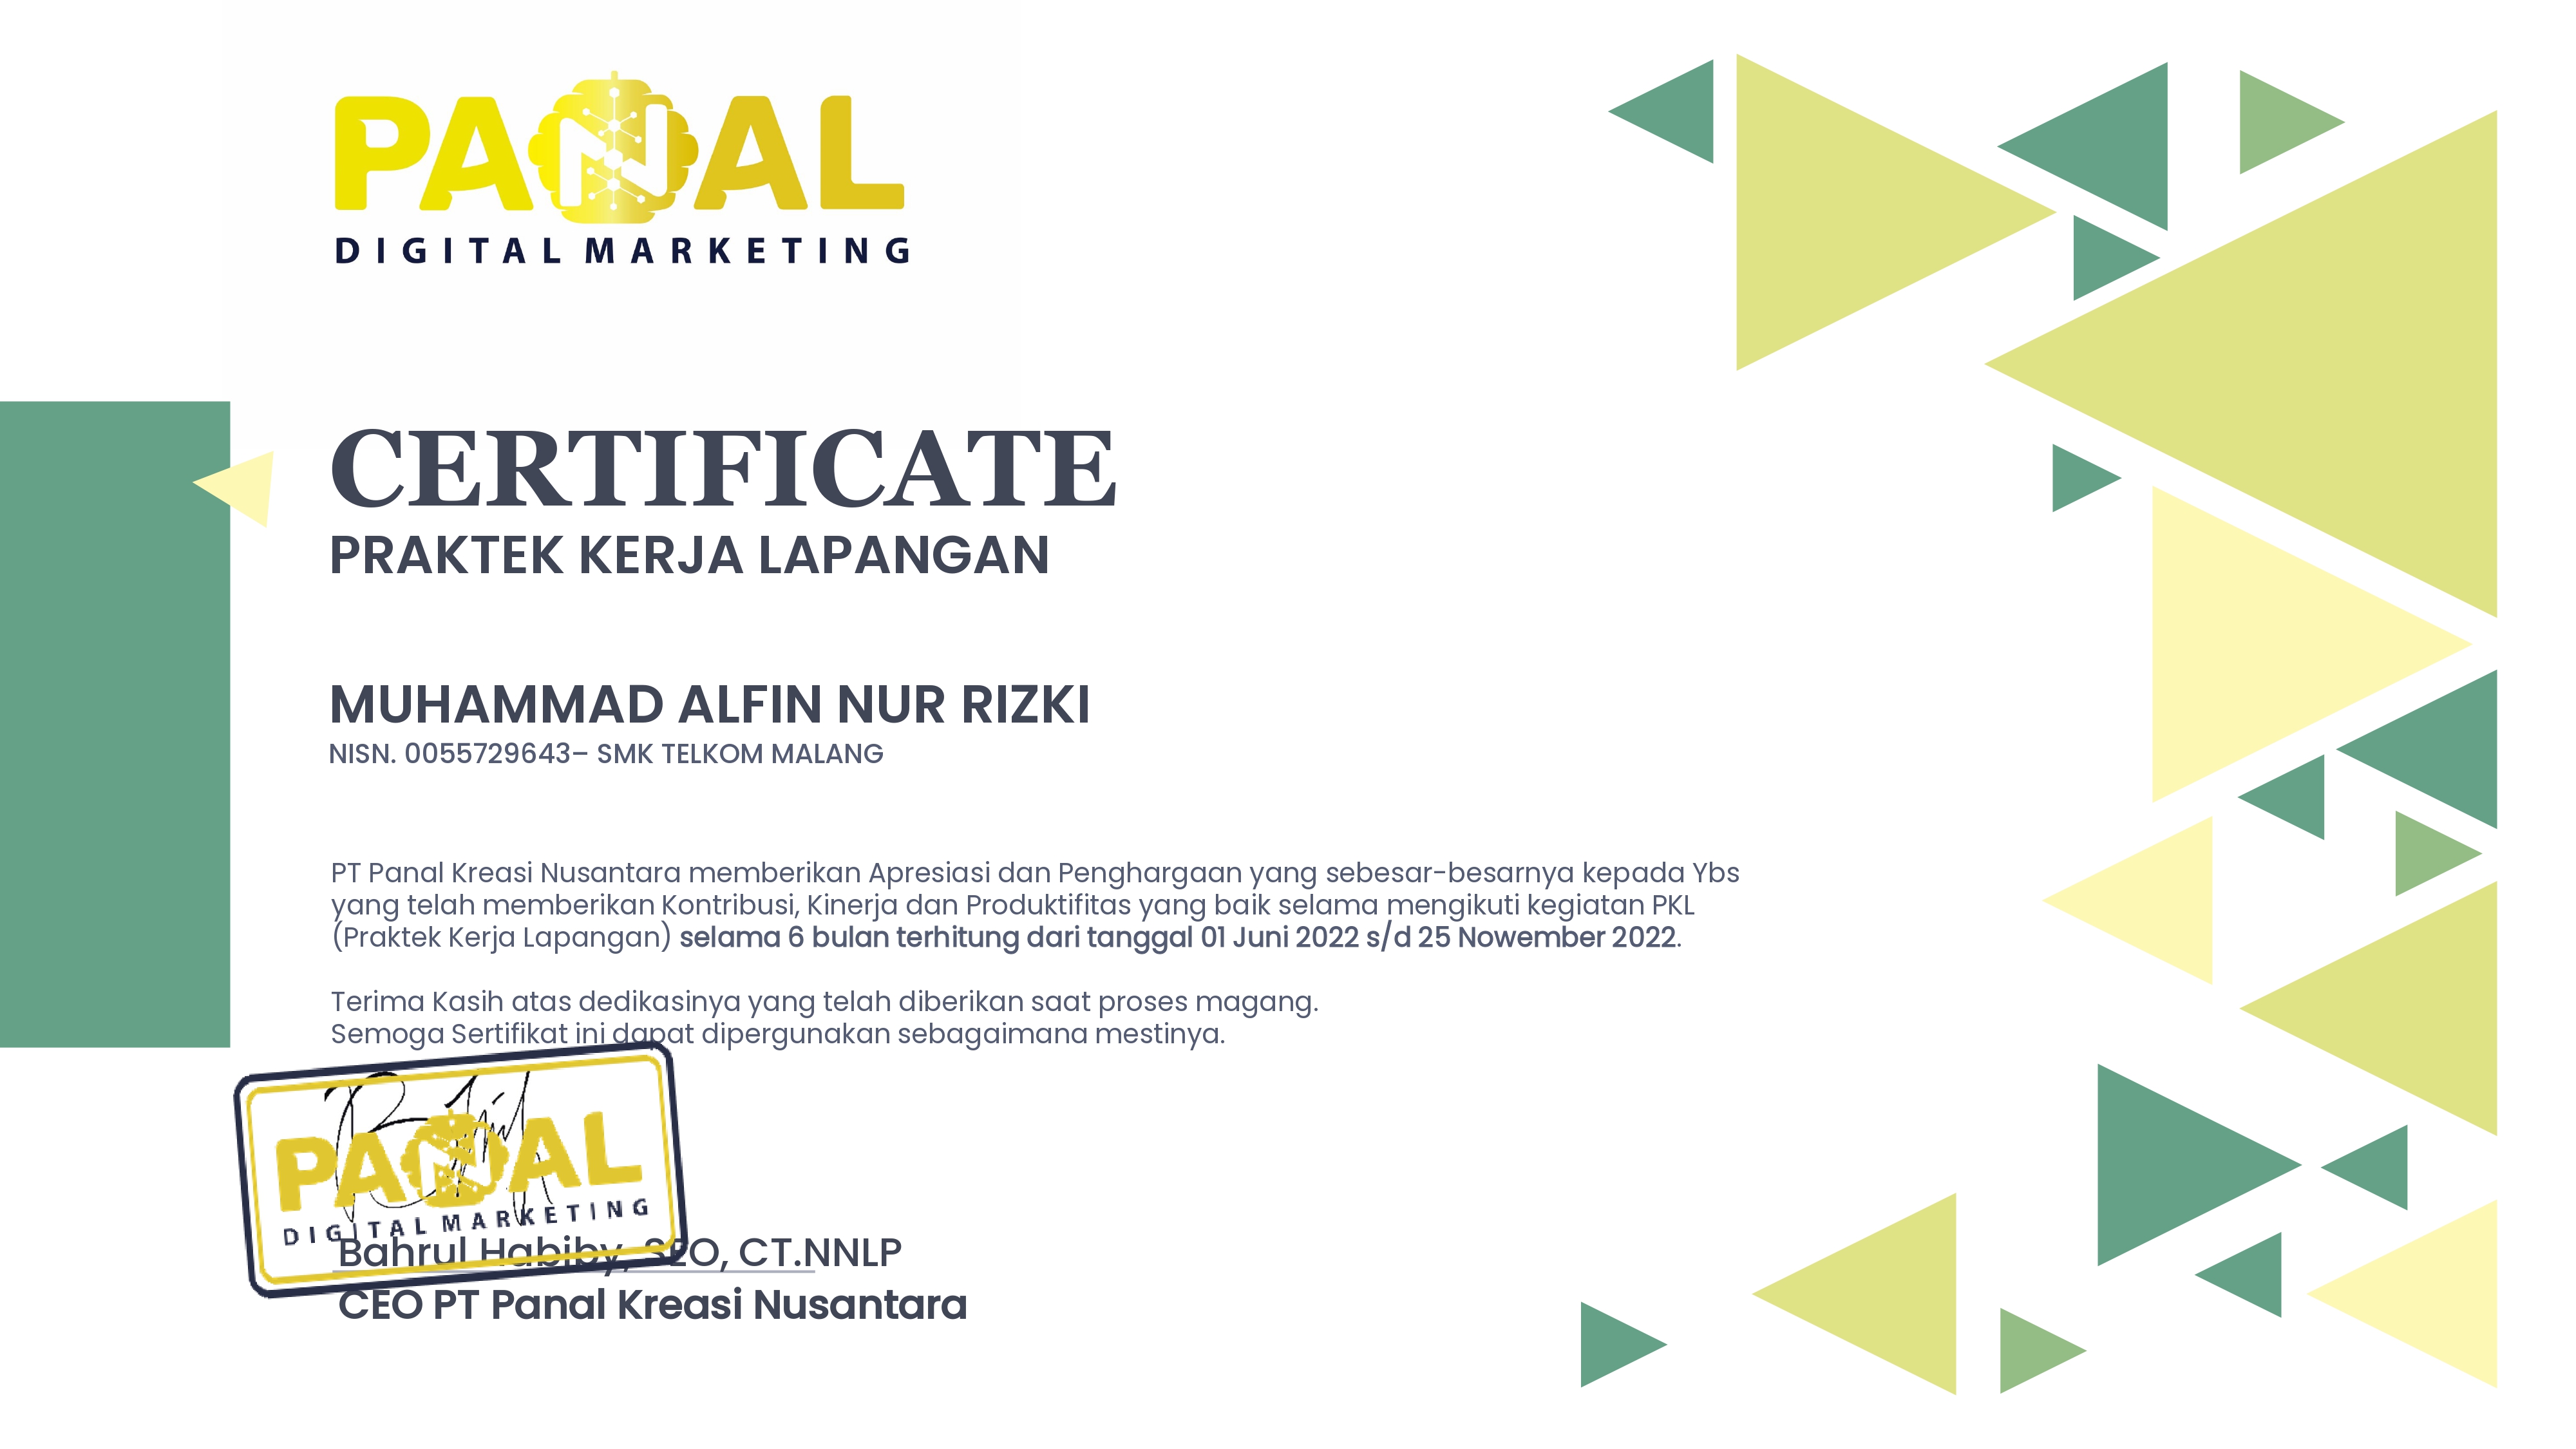 PANAL
DIGITAL MARKETING
CERTIFICATE
PRAKTEK KERJA LAPANGAN
MUHAMMAD ALFIN NUR RIZKI
NISN. 0055729643– SMK TELKOM MALANG
PT Panal Kreasi Nusantara memberikan Apresiasi dan Penghargaan yang sebesar-besarnya kepada Ybs
yang telah memberikan Kontribusi, Kinerja dan Produktifitas yang baik selama mengikuti kegiatan PKL
(Praktek Kerja Lapangan) selama 6 bulan terhitung dari tanggal 01 Juni 2022 s/d 25 Nowember 2022.
Terima Kasih atas dedikasinya yang telah diberikan saat proses magang.
Semoga Sertifikat ini dapat dipergunakan sebagaimana mestinya.
PANAL
DIGITAL MARKETING
Bahrul Habiby, SEO, CT.NNLP
CEO PT Panal Kreasi Nusantara